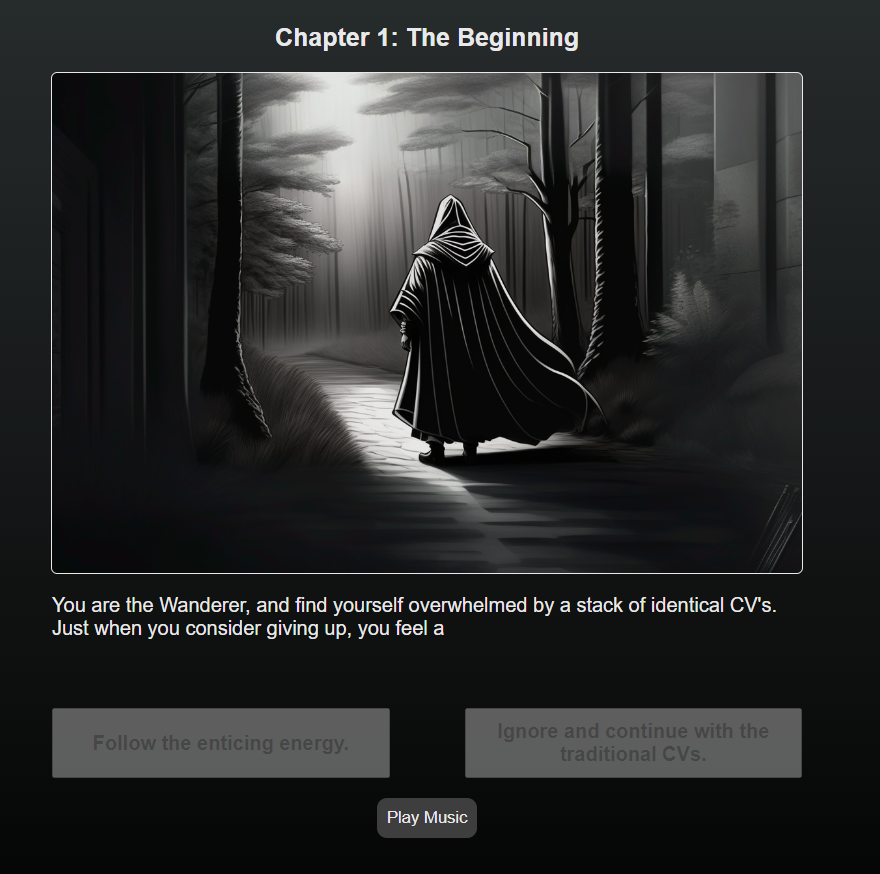 Chapter 1: The Beginning
You are the Wanderer, and find yourself overwhelmed by a stack of identical CV's.
Just when you consider giving up, you feel a
Follow the enticing energy.
Ignore and continue with the
traditional CVs.
Play Music